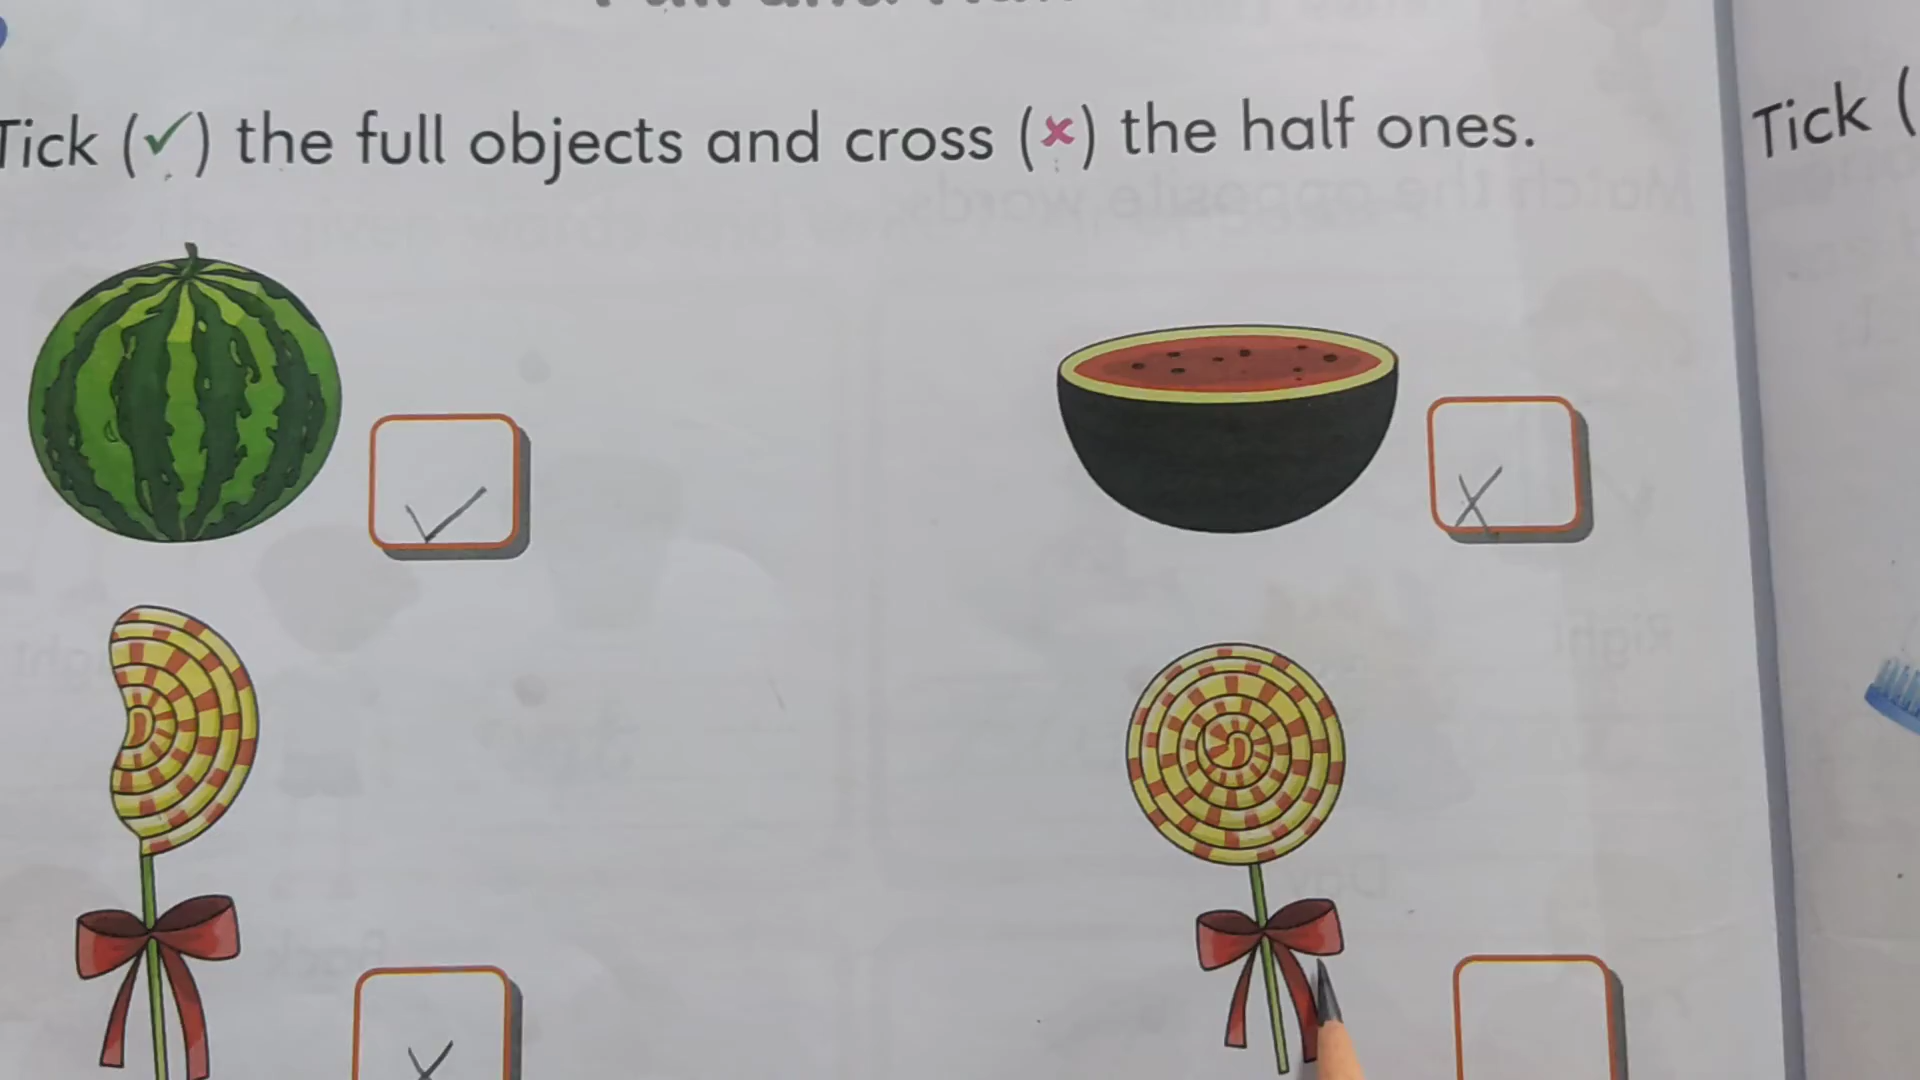 Tick (✓) the full objects and cross (×) the half ones.
Tick (